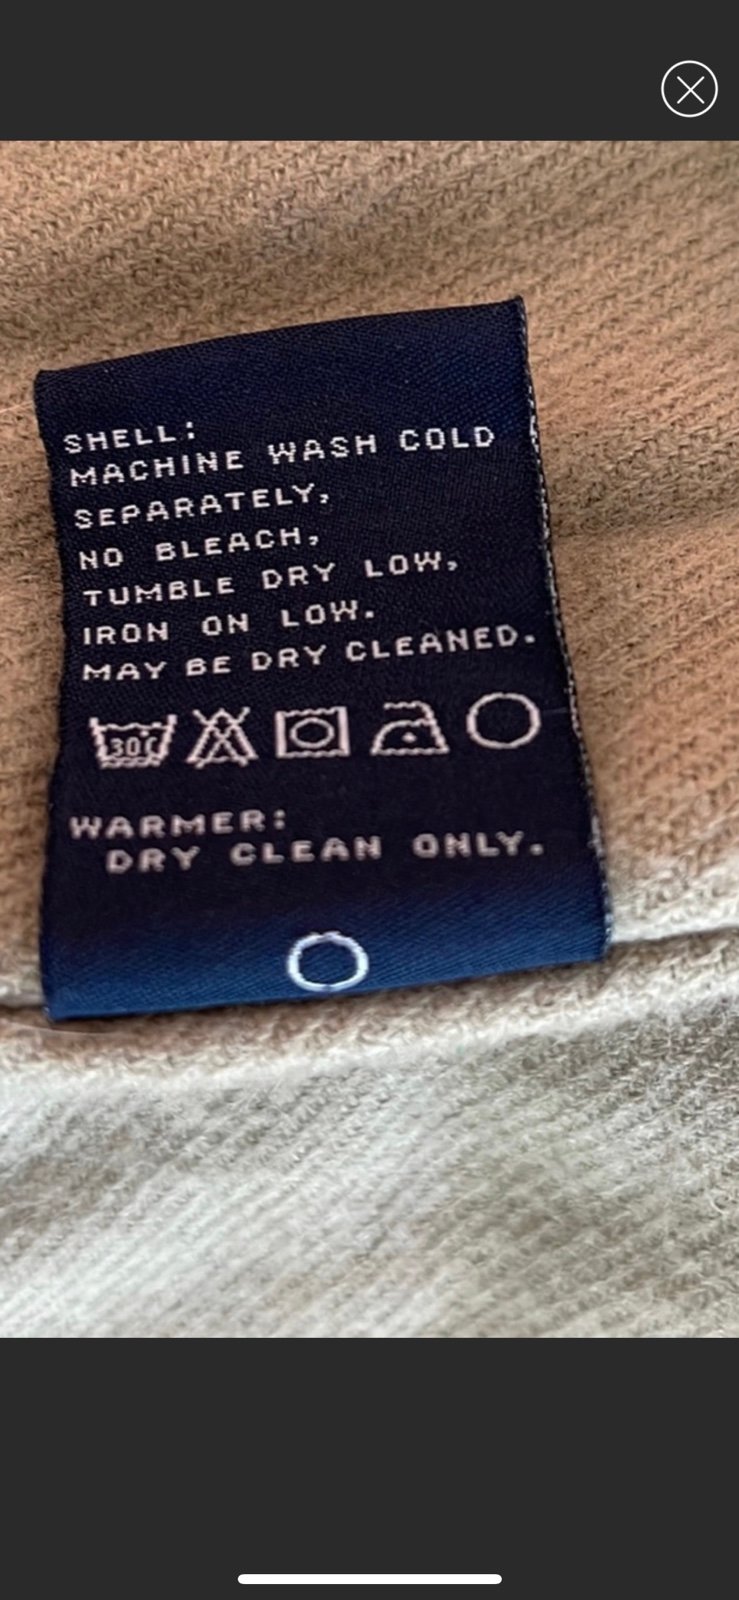 SHELL:
MACHINE WASH COLD
SEPARATELY,
NO BLEACH,
TUMBLE DRY LOW,
IRON ON LOW.
MAY BE DRY CLEANED.
30C
WARMER:
DRY CLEAN ONLY.